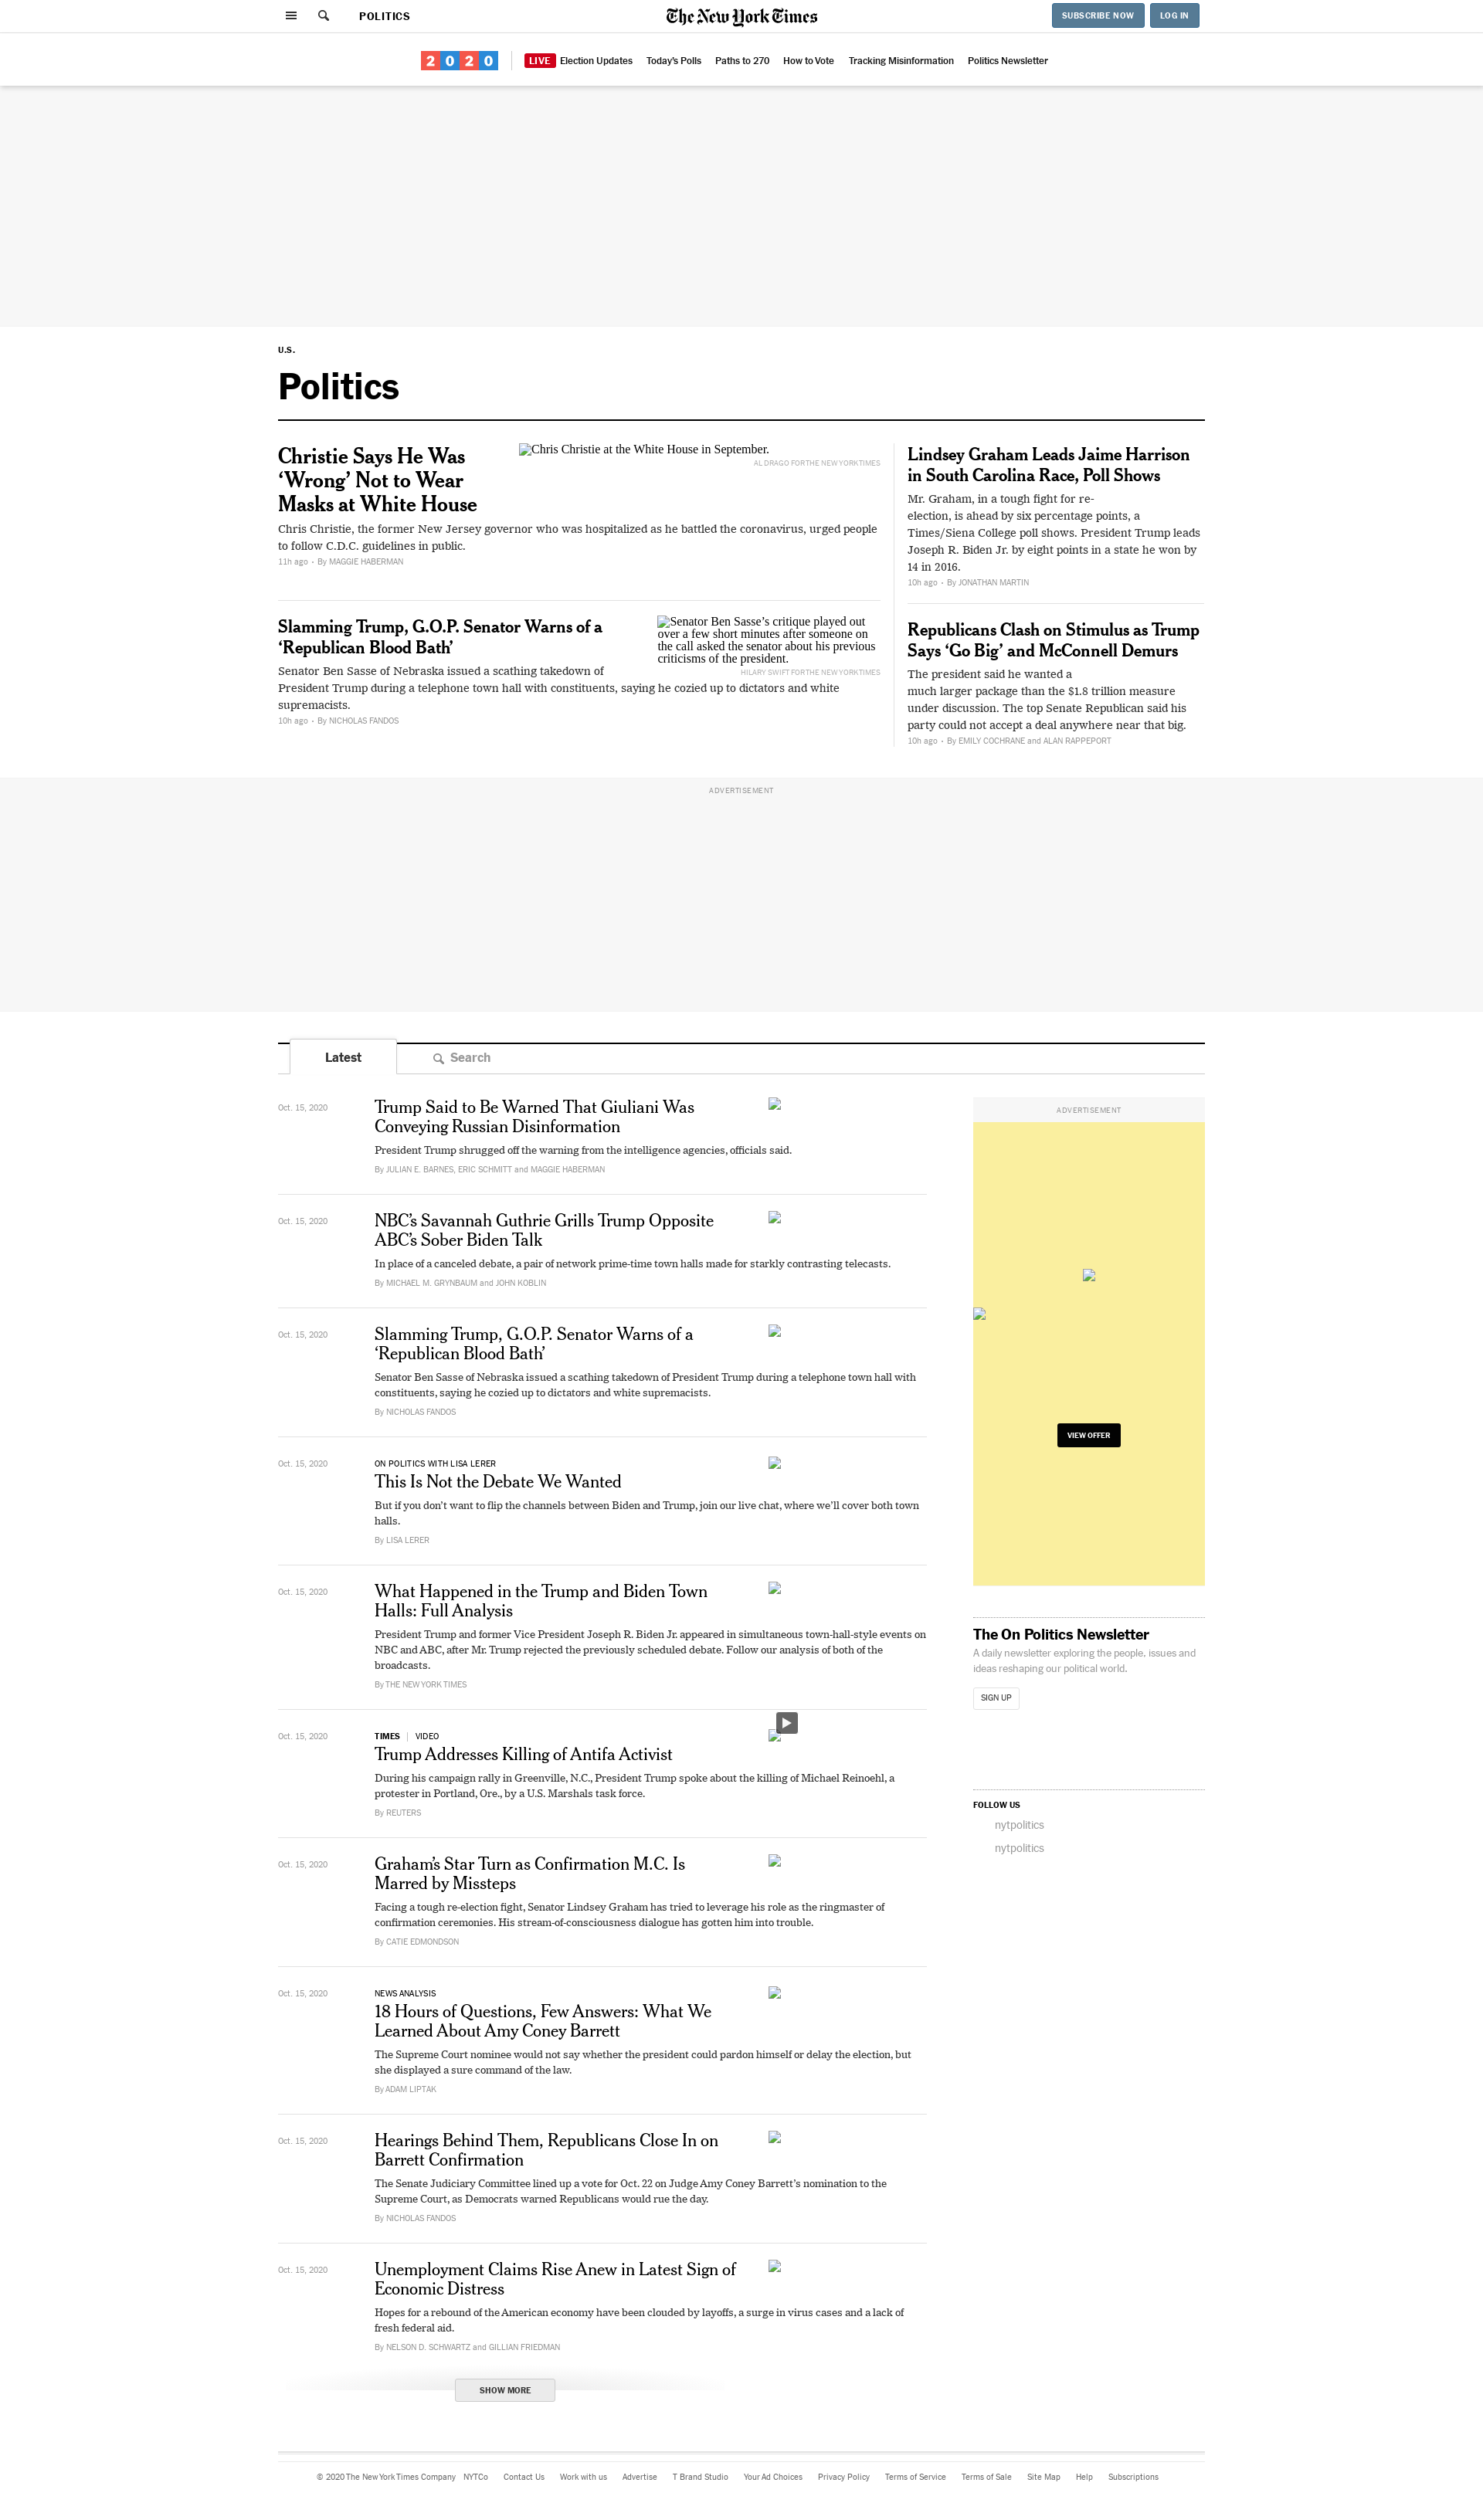 POLITICS
The New York Times
SUBSCRIBE NOW
LOG IN
2020
LIVE Election Updates
Today's Polls
Paths to 270
How to Vote
Tracking Misinformation
Politics Newsletter
U.S.
Politics
Christie Says He Was
‘Wrong’ Not to Wear
Masks at White House
Chris Christie at the White House in September.
AL DRAGO FOR THE NEW YORK TIMES
Chris Christie, the former New Jersey governor who was hospitalized as he battled the coronavirus, urged people
to follow C.D.C. guidelines in public.
11h ago • By MAGGIE HABERMAN
Slamming Trump, G.O.P. Senator Warns of a
‘Republican Blood Bath’
Senator Ben Sasse’s critique played out
over a few short minutes after someone on
the call asked the senator about his previous
criticisms of the president.
HILARY SWIFT FOR THE NEW YORK TIMES
Senator Ben Sasse of Nebraska issued a scathing takedown of
President Trump during a telephone town hall with constituents, saying he cozied up to dictators and white
supremacists.
10h ago • By NICHOLAS FANDOS
Lindsey Graham Leads Jaime Harrison
in South Carolina Race, Poll Shows
Mr. Graham, in a tough fight for re-
election, is ahead by six percentage points, a
Times/Siena College poll shows. President Trump leads
Joseph R. Biden Jr. by eight points in a state he won by
14 in 2016.
10h ago • By JONATHAN MARTIN
Republicans Clash on Stimulus as Trump
Says ‘Go Big’ and McConnell Demurs
The president said he wanted a
much larger package than the $1.8 trillion measure
under discussion. The top Senate Republican said his
party could not accept a deal anywhere near that big.
10h ago • By EMILY COCHRANE and ALAN RAPPEPORT
ADVERTISEMENT
Latest
Search
Oct. 15, 2020
Trump Said to Be Warned That Giuliani Was
Conveying Russian Disinformation
President Trump shrugged off the warning from the intelligence agencies, officials said.
By JULIAN E. BARNES, ERIC SCHMITT and MAGGIE HABERMAN
Oct. 15, 2020
NBC’s Savannah Guthrie Grills Trump Opposite
ABC’s Sober Biden Talk
In place of a canceled debate, a pair of network prime-time town halls made for starkly contrasting telecasts.
By MICHAEL M. GRYNBAUM and JOHN KOBLIN
Oct. 15, 2020
Slamming Trump, G.O.P. Senator Warns of a
‘Republican Blood Bath’
Senator Ben Sasse of Nebraska issued a scathing takedown of President Trump during a telephone town hall with
constituents, saying he cozied up to dictators and white supremacists.
By NICHOLAS FANDOS
Oct. 15, 2020
ON POLITICS WITH LISA LERER
This Is Not the Debate We Wanted
But if you don’t want to flip the channels between Biden and Trump, join our live chat, where we’ll cover both town
halls.
By LISA LERER
Oct. 15, 2020
What Happened in the Trump and Biden Town
Halls: Full Analysis
President Trump and former Vice President Joseph R. Biden Jr. appeared in simultaneous town-hall-style events on
NBC and ABC, after Mr. Trump rejected the previously scheduled debate. Follow our analysis of both of the
broadcasts.
By THE NEW YORK TIMES
Oct. 15, 2020
TIMES | VIDEO
Trump Addresses Killing of Antifa Activist
During his campaign rally in Greenville, N.C., President Trump spoke about the killing of Michael Reinoehl, a
protester in Portland, Ore., by a U.S. Marshals task force.
By REUTERS
Oct. 15, 2020
Graham’s Star Turn as Confirmation M.C. Is
Marred by Missteps
Facing a tough re-election fight, Senator Lindsey Graham has tried to leverage his role as the ringmaster of
confirmation ceremonies. His stream-of-consciousness dialogue has gotten him into trouble.
By CATIE EDMONDSON
Oct. 15, 2020
NEWS ANALYSIS
18 Hours of Questions, Few Answers: What We
Learned About Amy Coney Barrett
The Supreme Court nominee would not say whether the president could pardon himself or delay the election, but
she displayed a sure command of the law.
By ADAM LIPTAK
Oct. 15, 2020
Hearings Behind Them, Republicans Close In on
Barrett Confirmation
The Senate Judiciary Committee lined up a vote for Oct. 22 on Judge Amy Coney Barrett’s nomination to the
Supreme Court, as Democrats warned Republicans would rue the day.
By NICHOLAS FANDOS
Oct. 15, 2020
Unemployment Claims Rise Anew in Latest Sign of
Economic Distress
Hopes for a rebound of the American economy have been clouded by layoffs, a surge in virus cases and a lack of
fresh federal aid.
By NELSON D. SCHWARTZ and GILLIAN FRIEDMAN
SHOW MORE
ADVERTISEMENT
VIEW OFFER
The On Politics Newsletter
A daily newsletter exploring the people, issues and
ideas reshaping our political world.
SIGN UP
FOLLOW US
nytpolitics
nytpolitics
© 2020 The New York Times Company
NYTCo
Contact Us
Work with us
Advertise
T Brand Studio
Your Ad Choices
Privacy Policy
Terms of Service
Terms of Sale
Site Map
Help
Subscriptions